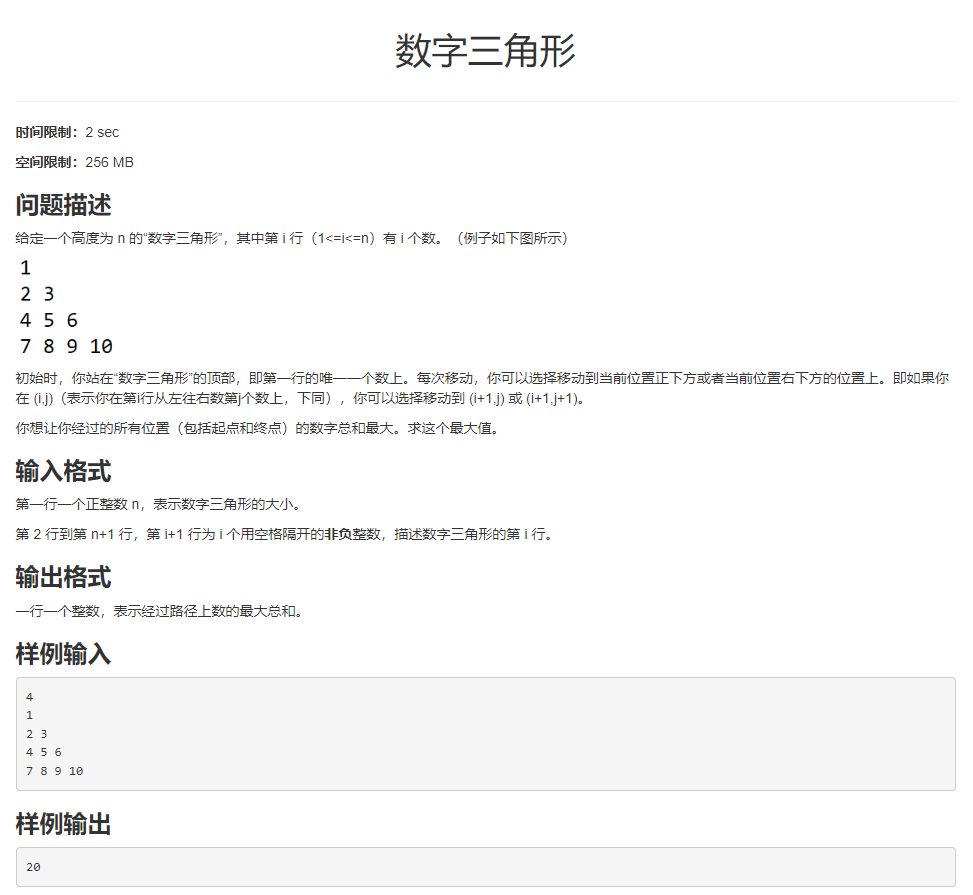 数字三角形
时间限制：2 sec
空间限制：256 MB
问题描述
给定一个高度为 n 的“数字三角形”，其中第 i 行（1<=i<=n）有 i 个数。（例子如下图所示）
1
2 3
4 5 6
7 8 9 10
初始时，你站在“数字三角形”的顶部，即第一行的唯一一个数上。每次移动，你可以选择移动到当前位置正下方或者当前位置右下方的位置上。即如果你
在 (i,j)（表示你在第i行从左往右数第j个数上，下同），你可以选择移动到 (i+1,j) 或 (i+1,j+1)。
你想让你经过的所有位置（包括起点和终点）的数字总和最大。求这个最大值。
输入格式
第一行一个正整数 n，表示数字三角形的大小。
第 2 行到第 n+1 行，第 i+1 行为 i 个用空格隔开的非负整数，描述数字三角形的第 i 行。
输出格式
一行一个整数，表示经过路径上数的最大总和。
样例输入
4
1
2 3
4 5 6
7 8 9 10
样例输出
20